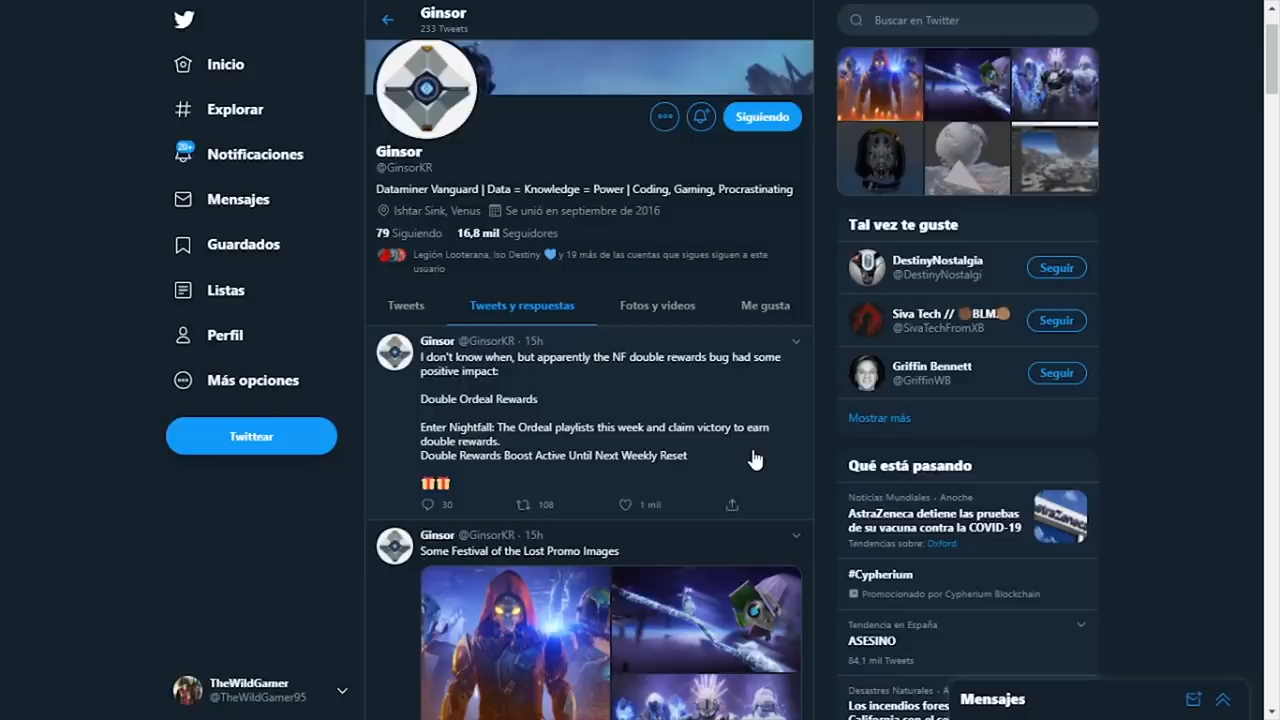 Inicio
Explorar
20+
Notificaciones
Mensajes
Guardados
Listas
Perfil
Más opciones
Twittear
TheWildGamer
@TheWildGamer95
Ginsor
233 Tweets
Siguiendo
Ginsor
@GinsorKR
Dataminer Vanguard | Data = Knowledge = Power | Coding, Gaming, Procrastinating
Ishtar Sink, Venus Se unió en septiembre de 2016
79 Siguiendo 16,8 mil Seguidores
Legión Looterana, Iso Destiny 💙 y 19 más de las cuentas que sigues siguen a este
usuario
Tweets Tweets y respuestas Fotos y videos Me gusta
Ginsor @GinsorKR · 15h
I don't know when, but apparently the NF double rewards bug had some
positive impact:
Double Ordeal Rewards
Enter Nightfall: The Ordeal playlists this week and claim victory to earn
double rewards.
Double Rewards Boost Active Until Next Weekly Reset
🎁🎁
30 108 1 mil
Ginsor @GinsorKR · 15h
Some Festival of the Lost Promo Images
Buscar en Twitter
Tal vez te guste
DestinyNostalgia
@DestinyNostalgi
Seguir
Siva Tech // ✊🏾BLM✊🏽
@SivaTechFromXB
Seguir
Griffin Bennett
@GriffinWB
Seguir
Mostrar más
Qué está pasando
Noticias Mundiales · Anoche
AstraZeneca detiene las pruebas
de su vacuna contra la COVID-19
Tendencias sobre: Oxford
#Cypherium
Promocionado por Cypherium Blockchain
Tendencia en España
ASESINO
84,1 mil Tweets
Desastres Naturales · A
Los incendios fores
California con el co
Mensajes